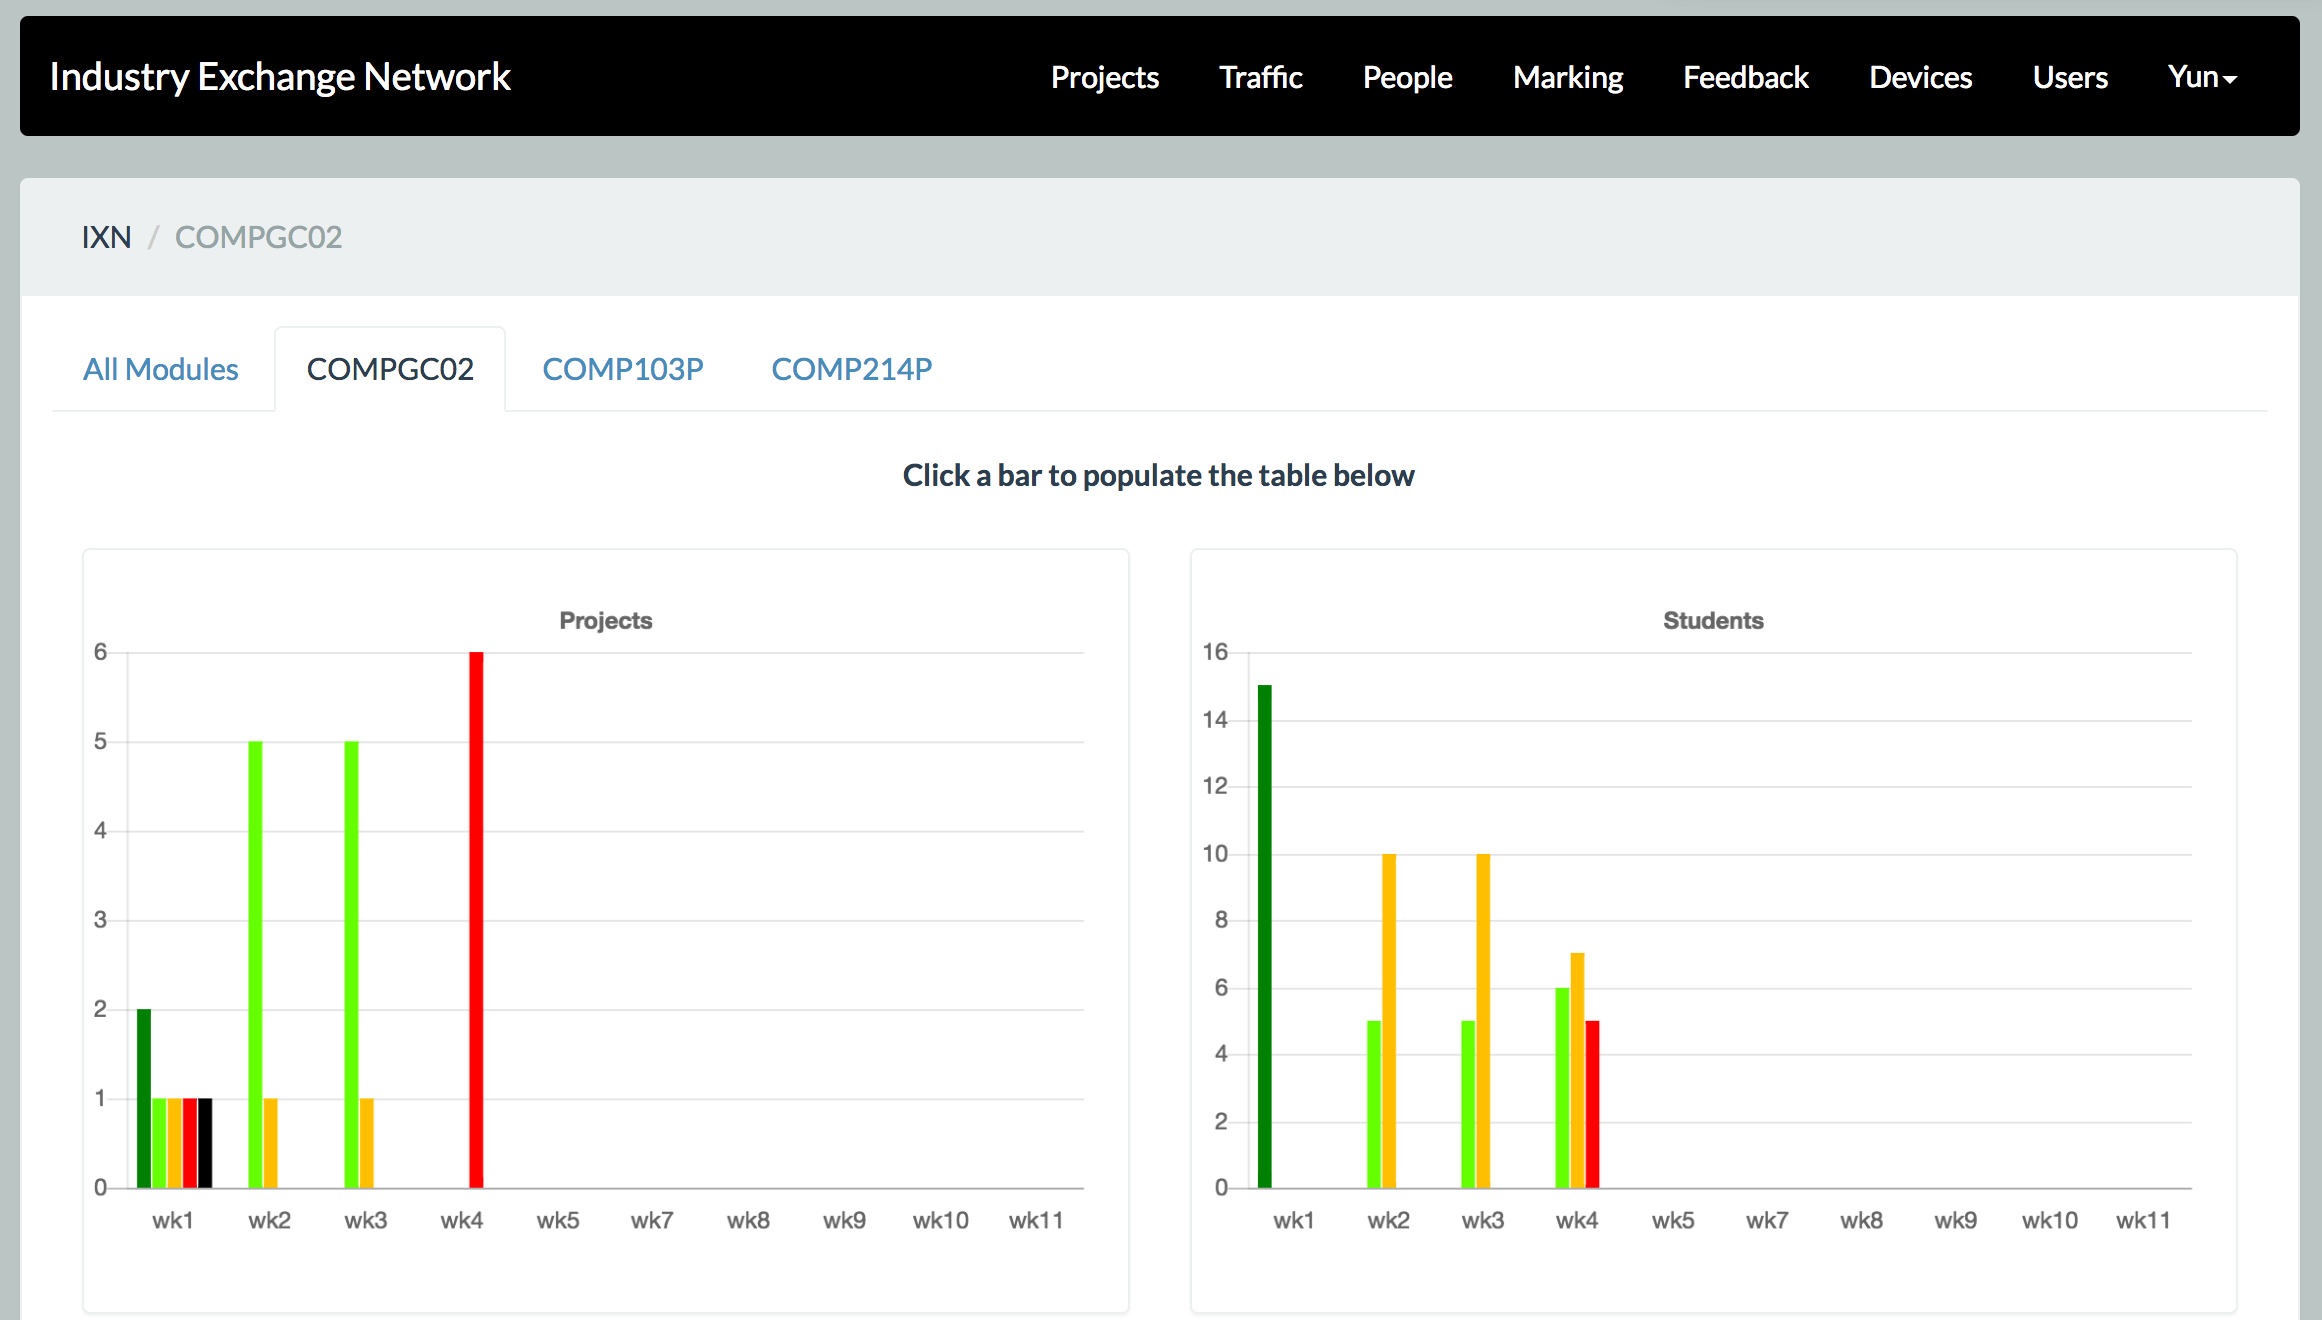 Industry Exchange Network Projects Traffic People Marking Feedback Devices Users Yun
IXN / COMPGC02
All Modules COMPGC02 COMP103P COMP214P
Click a bar to populate the table below
Projects
6
5
4
3
2
1
0
wk1 wk2 wk3 wk4 wk5 wk7 wk8 wk9 wk10 wk11
Students
16
14
12
10
8
6
4
2
0
wk1 wk2 wk3 wk4 wk5 wk7 wk8 wk9 wk10 wk11